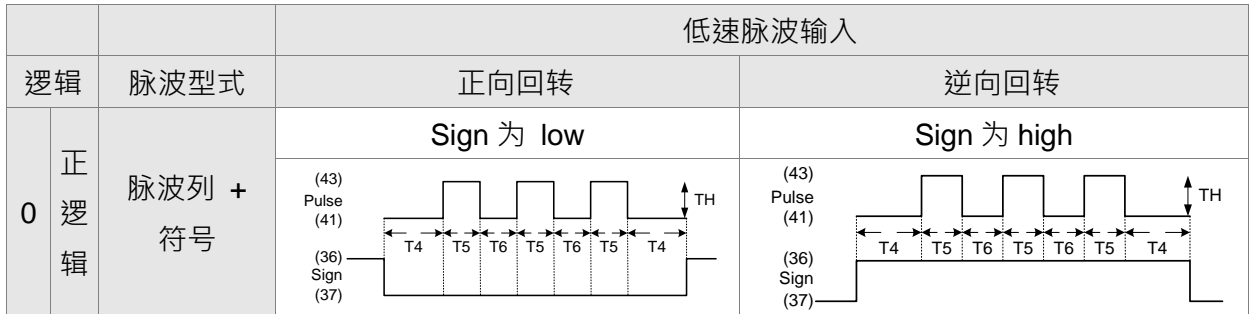 低速脉波输入
逻辑 脉波型式 正向回转 逆向回转
0 正逻辑 脉波列 + 符号
Sign 为 low
(43)
Pulse
(41)
TH
T4 T5 T6 T5 T6 T5 T4
(36)
Sign
(37)
Sign 为 high
(43)
Pulse
(41)
TH
T4 T5 T6 T5 T6 T5 T4
(36)
Sign
(37)